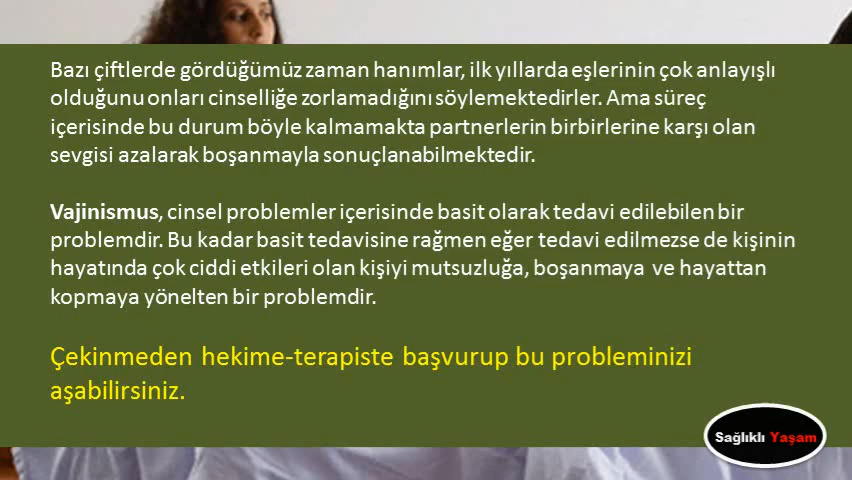 Bazı çiftlerde gördüğümüz zaman hanımlar, ilk yıllarda eşlerinin çok anlayışlı
olduğunu onları cinselliğe zorlamadığını söylemektedirler. Ama süreç
içerisinde bu durum böyle kalmamakta partnerlerin birbirlerine karşı olan
sevgisi azalarak boşanmayla sonuçlanabilmektedir.
Vajinismus, cinsel problemler içerisinde basit olarak tedavi edilebilen bir
problemdir. Bu kadar basit tedavisine rağmen eğer tedavi edilmezse de kişinin
hayatında çok ciddi etkileri olan kişiyi mutsuzluğa, boşanmaya ve hayattan
kopmaya yönelten bir problemdir.
Çekinmeden hekime-terapiste başvurup bu probleminizi
aşabilirsiniz.
Sağlıklı Yaşam